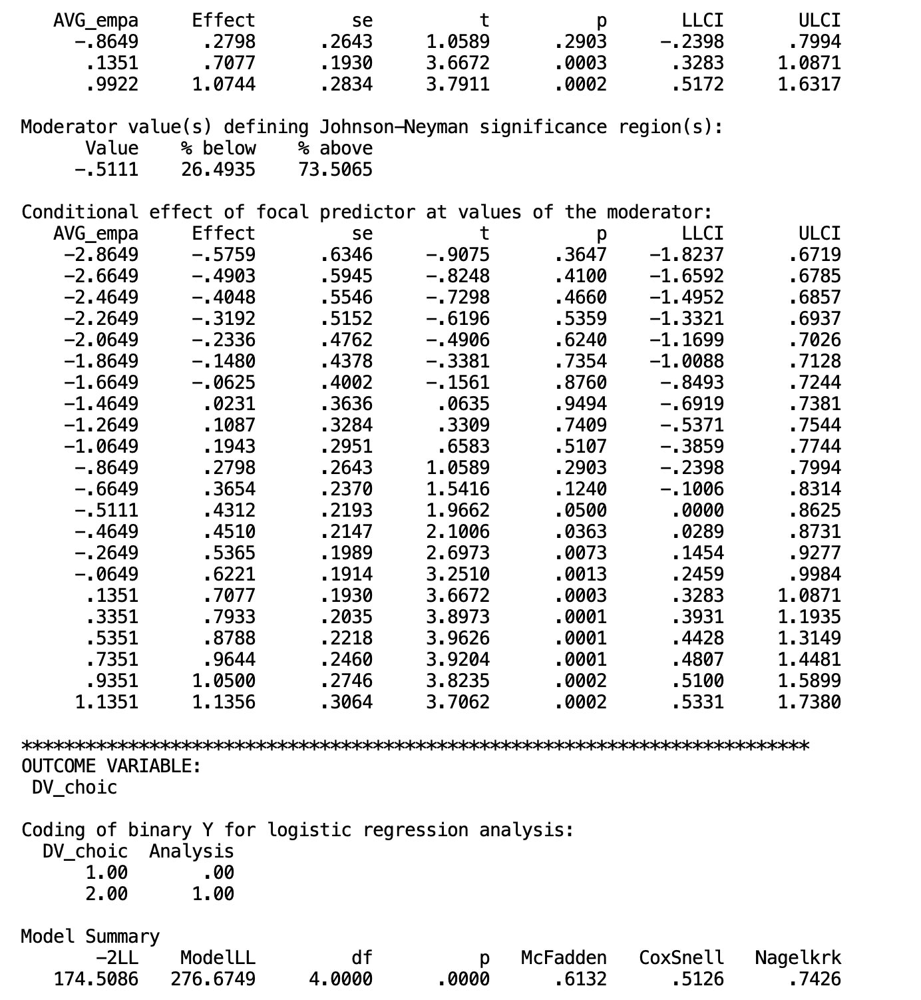 AVG_empa Effect se t p LLCI ULCI
-.8649 .2798 .2643 1.0589 .2903 -.2398 .7994
.1351 .7077 .1930 3.6672 .0003 .3283 1.0871
.9922 1.0744 .2834 3.7911 .0002 .5172 1.6317
Moderator value(s) defining Johnson-Neyman significance region(s):
Value % below % above
-.5111 26.4935 73.5065
Conditional effect of focal predictor at values of the moderator:
AVG_empa Effect se t p LLCI ULCI
-2.8649 -.5759 .6346 -.9075 .3647 -1.8237 .6719
-2.6649 -.4903 .5945 -.8248 .4100 -1.6592 .6785
-2.4649 -.4048 .5546 -.7298 .4660 -1.4952 .6857
-2.2649 -.3192 .5152 -.6196 .5359 -1.3321 .6937
-2.0649 -.2336 .4762 -.4906 .6240 -1.1699 .7026
-1.8649 -.1480 .4378 -.3381 .7354 -1.0088 .7128
-1.6649 -.0625 .4002 -.1561 .8760 -.8493 .7244
-1.4649 .0231 .3636 .0635 .9494 -.6919 .7381
-1.2649 .1087 .3284 .3309 .7409 -.5371 .7544
-1.0649 .1943 .2951 .6583 .5107 -.3859 .7744
-.8649 .2798 .2643 1.0589 .2903 -.2398 .7994
-.6649 .3654 .2370 1.5416 .1240 -.1006 .8314
-.5111 .4312 .2193 1.9662 .0500 .0000 .8625
-.4649 .4510 .2147 2.1006 .0363 .0289 .8731
-.2649 .5365 .1989 2.6973 .0073 .1454 .9277
-.0649 .6221 .1914 3.2510 .0013 .2459 .9984
.1351 .7077 .1930 3.6672 .0003 .3283 1.0871
.3351 .7933 .2035 3.8973 .0001 .3931 1.1935
.5351 .8788 .2218 3.9626 .0001 .4428 1.3149
.7351 .9644 .2460 3.9204 .0001 .4807 1.4481
.9351 1.0500 .2746 3.8235 .0002 .5100 1.5899
1.1351 1.1356 .3064 3.7062 .0002 .5331 1.7380
**************************************************************************
OUTCOME VARIABLE:
DV_choic
Coding of binary Y for logistic regression analysis:
DV_choic Analysis
1.00 .00
2.00 1.00
Model Summary
-2LL ModelLL df p McFadden CoxSnell Nagelkrk
174.5086 276.6749 4.0000 .0000 .6132 .5126 .7426